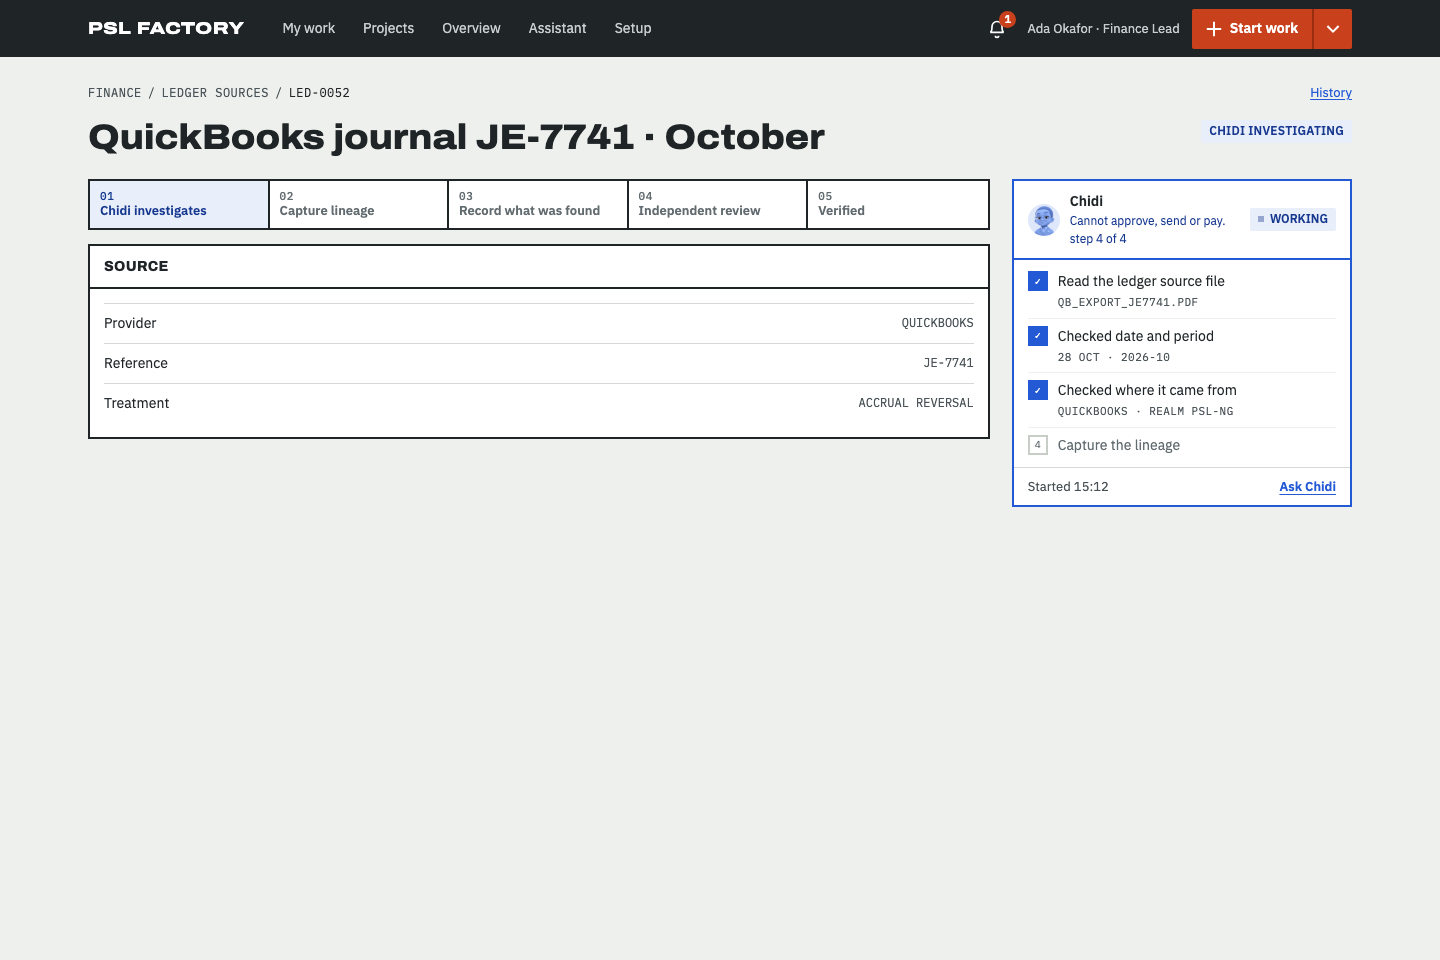 PSL FACTORY
My work
Projects
Overview
Assistant
Setup
1
Ada Okafor · Finance Lead
Start work
FINANCE / LEDGER SOURCES / LED-0052
History
QuickBooks journal JE-7741 · October
CHIDI INVESTIGATING
01
Chidi investigates
02
Capture lineage
03
Record what was found
04
Independent review
05
Verified
SOURCE
Provider
QUICKBOOKS
Reference
JE-7741
Treatment
ACCRUAL REVERSAL
Chidi
Cannot approve, send or pay.
step 4 of 4
WORKING
✓ Read the ledger source file
QB_EXPORT_JE7741.PDF
✓ Checked date and period
28 OCT · 2026-10
✓ Checked where it came from
QUICKBOOKS · REALM PSL-NG
4 Capture the lineage
Started 15:12
Ask Chidi